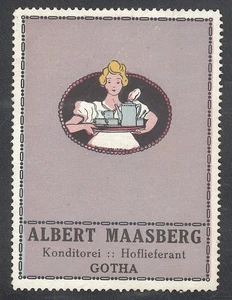 ALBERT MAASBERG
Konditorei :: Hoflieferant
GOTHA